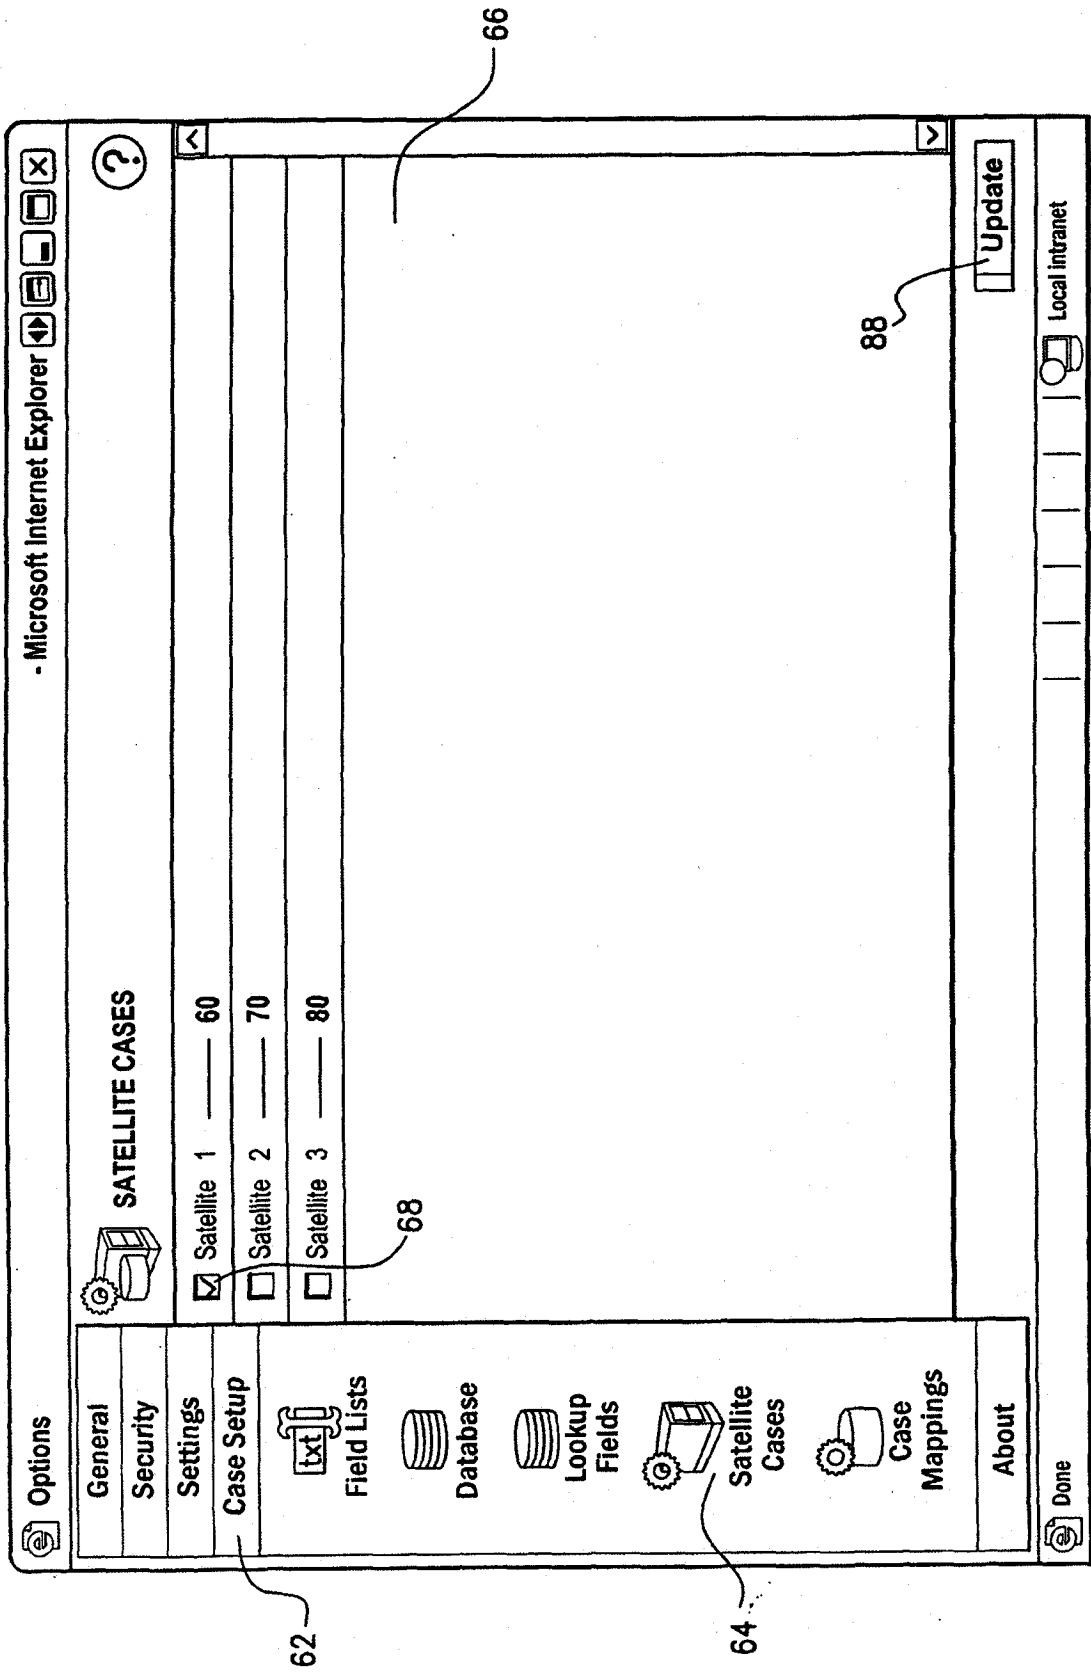 Options - Microsoft Internet Explorer
General
Security
Settings
Case Setup
txt
Field Lists
Database
Lookup
Fields
Satellite
Cases
Case
Mappings
About
SATELLITE CASES
?
Satellite 1 60
Satellite 2 70
Satellite 3 80
68
66
88
Update
62
64
Done
Local intranet